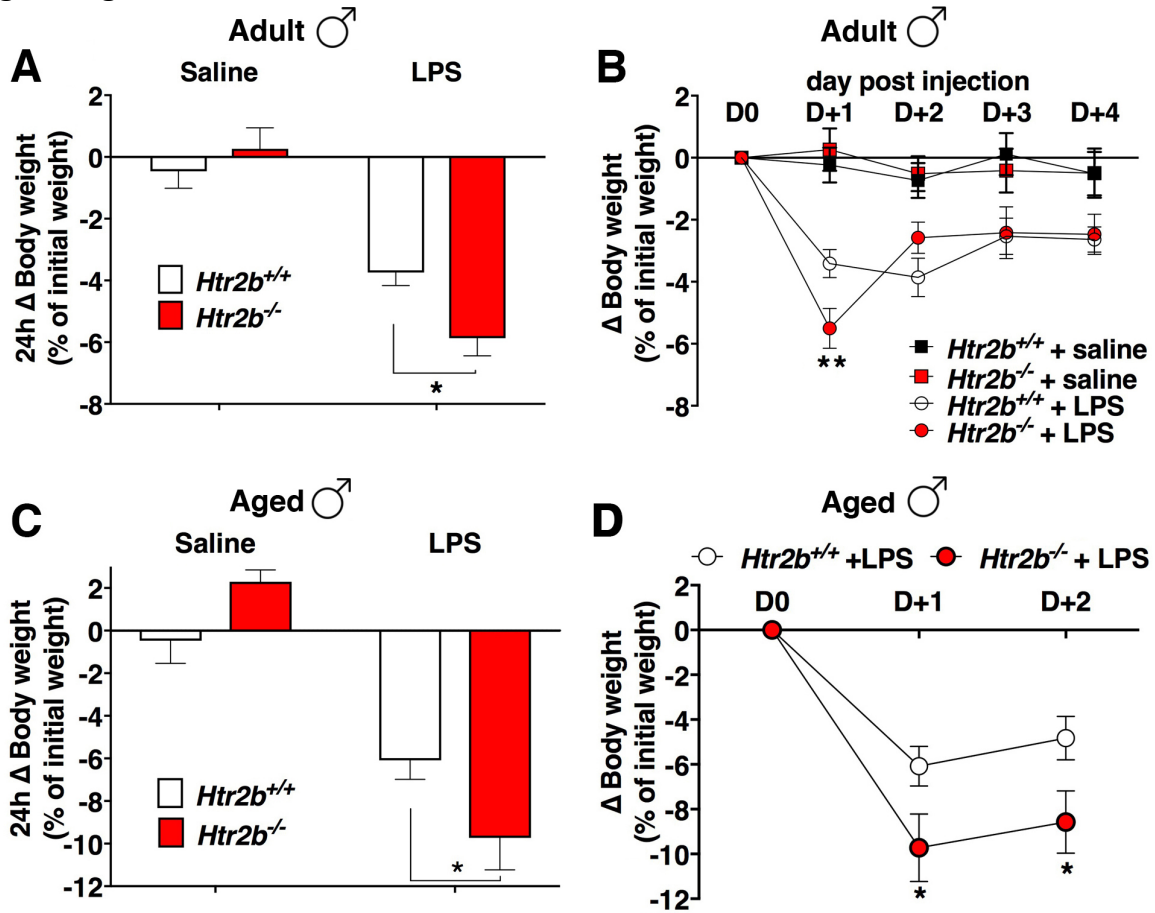 Adult ♂
A
Saline LPS
24h Δ Body weight
(% of initial weight)
2
0
-2
-4
-6
-8
Htr2b+/+
Htr2b-/-
*
Adult ♂
B
day post injection
D0 D+1 D+2 D+3 D+4
Δ Body weight
(% of initial weight)
2
0
-2
-4
-6
-8
**
Htr2b+/+ + saline
Htr2b-/- + saline
Htr2b+/+ + LPS
Htr2b-/- + LPS
Aged ♂
C
Saline LPS
24h Δ Body weight
(% of initial weight)
2
0
-2
-4
-6
-8
-10
-12
Htr2b+/+
Htr2b-/-
*
Aged ♂
D
Htr2b+/+ +LPS Htr2b-/- + LPS
D0 D+1 D+2
Δ Body weight
(% of initial weight)
2
0
-2
-4
-6
-8
-10
-12
*
*